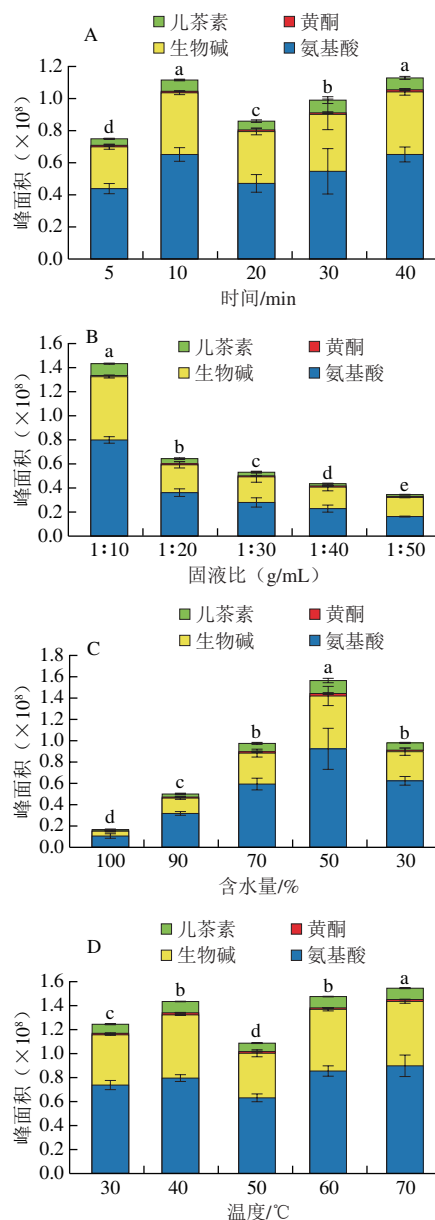 A
儿茶素 黄酮
生物碱 氨基酸
1.2
a
a
1.0
b
c
0.8
d
0.6
0.4
0.2
0.0
峰面积（×10⁸）
5 10 20 30 40
时间/min
B
儿茶素 黄酮
生物碱 氨基酸
1.6
a
1.4
1.2
1.0
0.8
b
0.6
c
d
0.4
e
0.2
0.0
峰面积（×10⁸）
1∶10 1∶20 1∶30 1∶40 1∶50
固液比（g/mL）
C
儿茶素 黄酮
生物碱 氨基酸
1.8
a
1.6
1.4
1.2
b
b
1.0
0.8
c
0.6
0.4
d
0.2
0.0
峰面积（×10⁸）
100 90 70 50 30
含水量/%
D
儿茶素 黄酮
生物碱 氨基酸
1.6
a
b
b
1.4
c
1.2
d
1.0
0.8
0.6
0.4
0.2
0.0
峰面积（×10⁸）
30 40 50 60 70
温度/℃